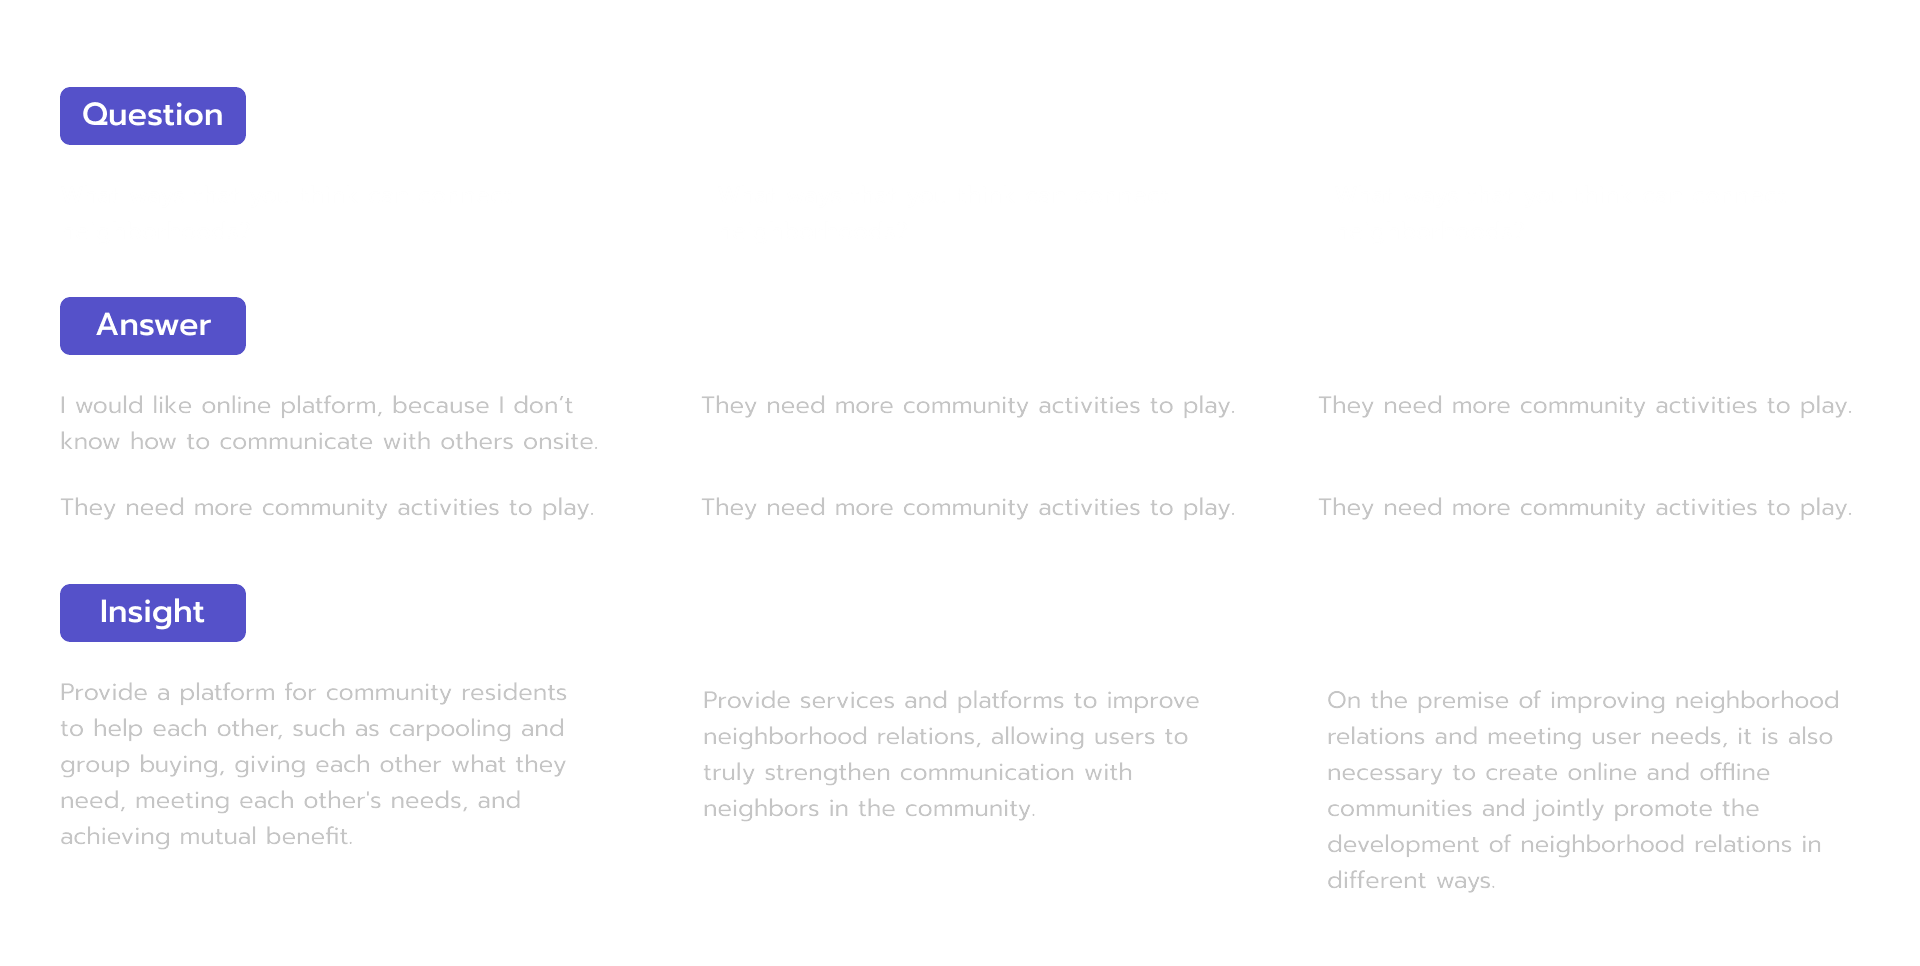 Question
Answer
I would like online platform, because I don’t
know how to communicate with others onsite.
They need more community activities to play.
They need more community activities to play.
They need more community activities to play.
They need more community activities to play.
They need more community activities to play.
Insight
Provide a platform for community residents
to help each other, such as carpooling and
group buying, giving each other what they
need, meeting each other's needs, and
achieving mutual benefit.
Provide services and platforms to improve
neighborhood relations, allowing users to
truly strengthen communication with
neighbors in the community.
On the premise of improving neighborhood
relations and meeting user needs, it is also
necessary to create online and offline
communities and jointly promote the
development of neighborhood relations in
different ways.